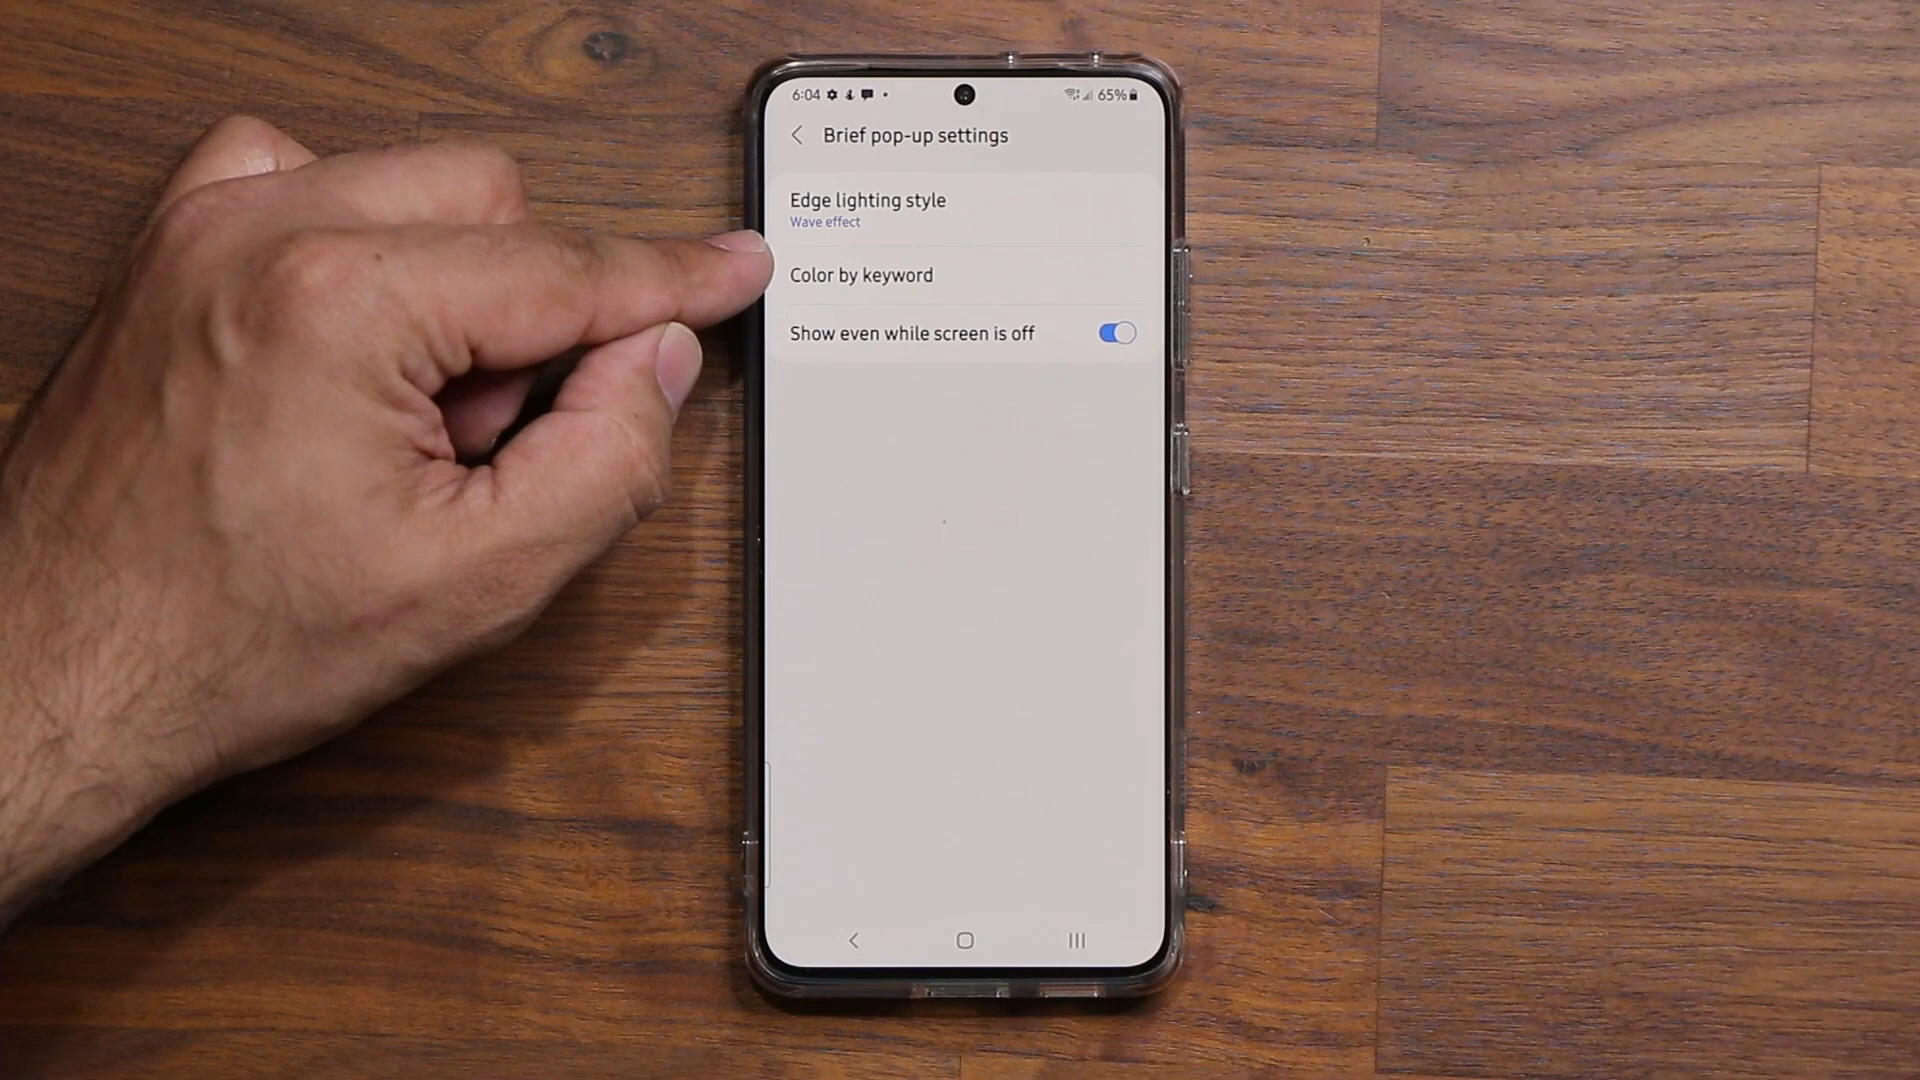 6:04 65%
Brief pop-up settings
Edge lighting style
Wave effect
Color by keyword
Show even while screen is off